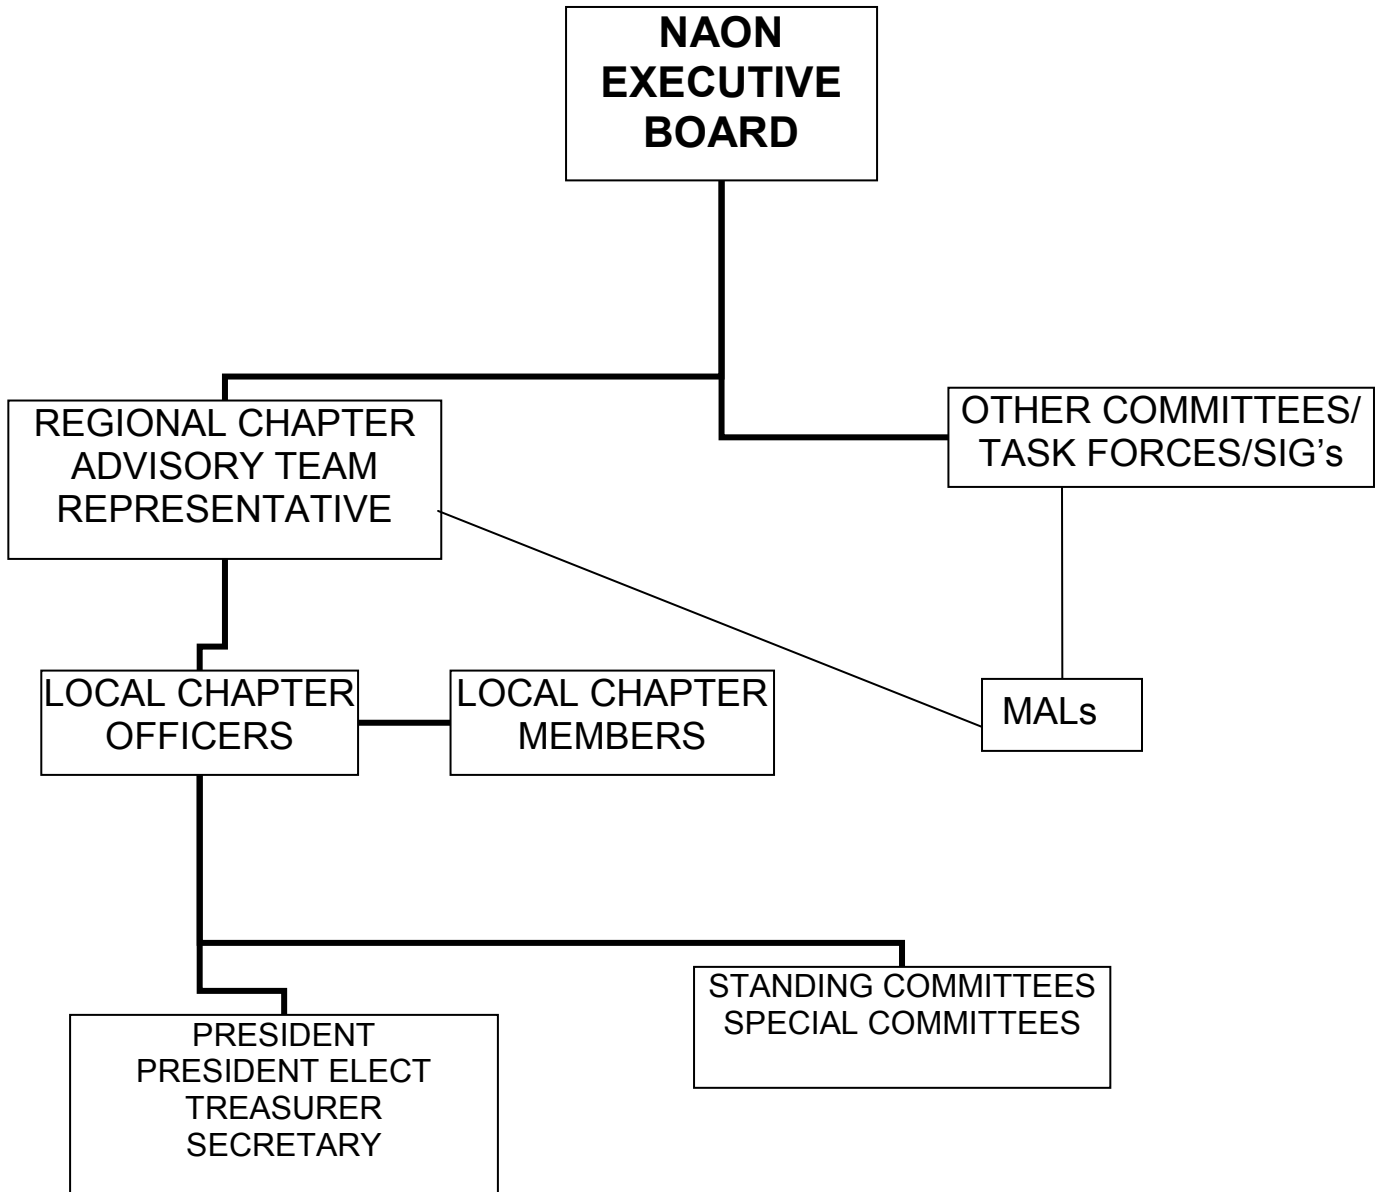 NAON
EXECUTIVE
BOARD
REGIONAL CHAPTER
ADVISORY TEAM
REPRESENTATIVE
OTHER COMMITTEES/
TASK FORCES/SIG’s
LOCAL CHAPTER
OFFICERS
LOCAL CHAPTER
MEMBERS
MALs
STANDING COMMITTEES
SPECIAL COMMITTEES
PRESIDENT
PRESIDENT ELECT
TREASURER
SECRETARY